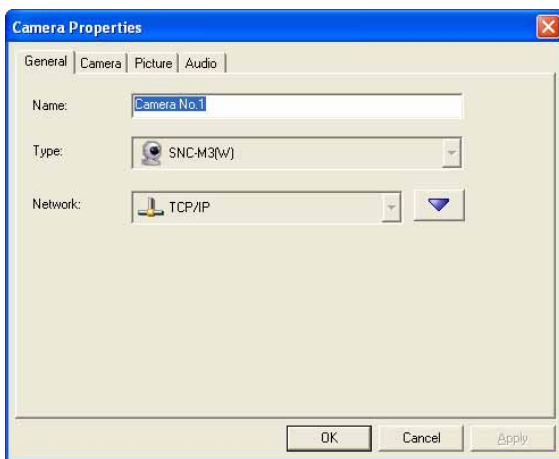 Camera Properties
General Camera Picture Audio
Name: Camera No.1
Type: SNC-M3(W)
Network: TCP/IP
OK Cancel Apply